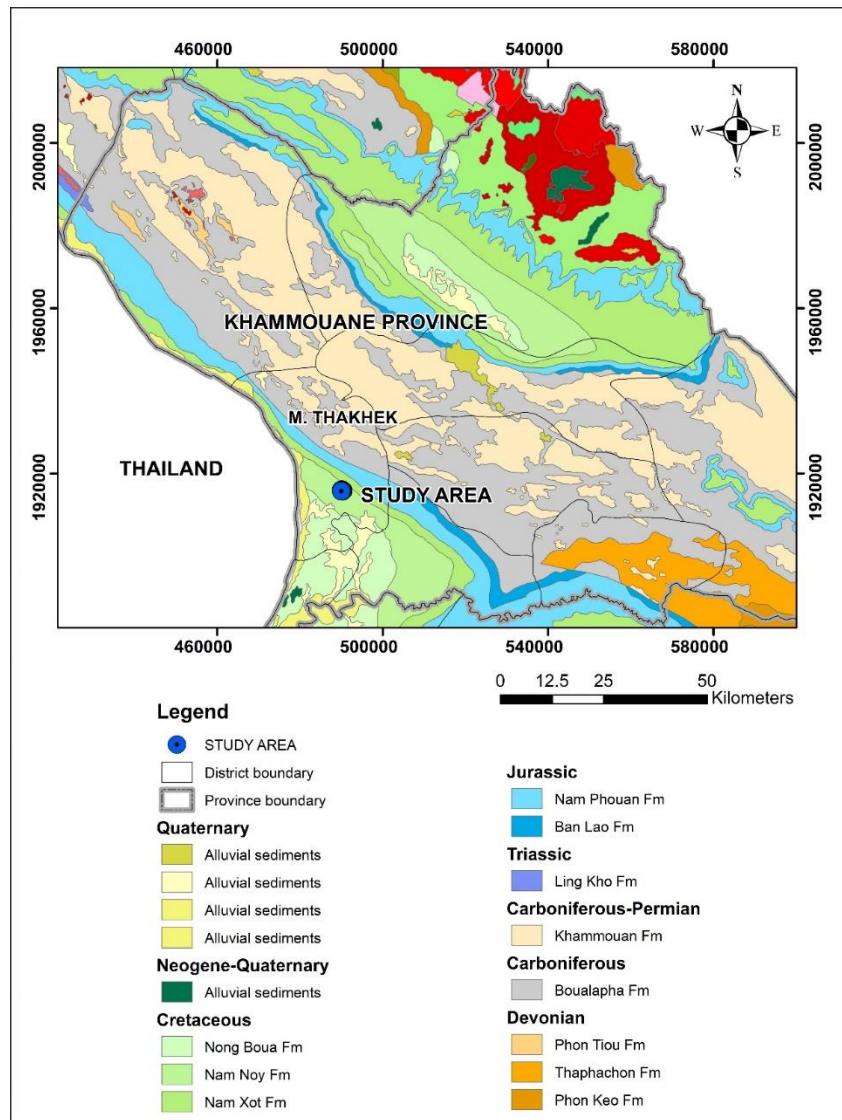 460000 500000 540000 580000
N
W E
S
2000000 2000000
1960000 1960000
KHAMMOUANE PROVINCE
M. THAKHEK
THAILAND
1920000 1920000
STUDY AREA
460000 500000 540000 580000
0 12.5 25 50
Kilometers
Legend
STUDY AREA
District boundary
Province boundary
Quaternary
Alluvial sediments
Alluvial sediments
Alluvial sediments
Alluvial sediments
Neogene-Quaternary
Alluvial sediments
Cretaceous
Nong Boua Fm
Nam Noy Fm
Nam Xot Fm
Jurassic
Nam Phouan Fm
Ban Lao Fm
Triassic
Ling Kho Fm
Carboniferous-Permian
Khammouan Fm
Carboniferous
Boualapha Fm
Devonian
Phon Tiou Fm
Thaphachon Fm
Phon Keo Fm